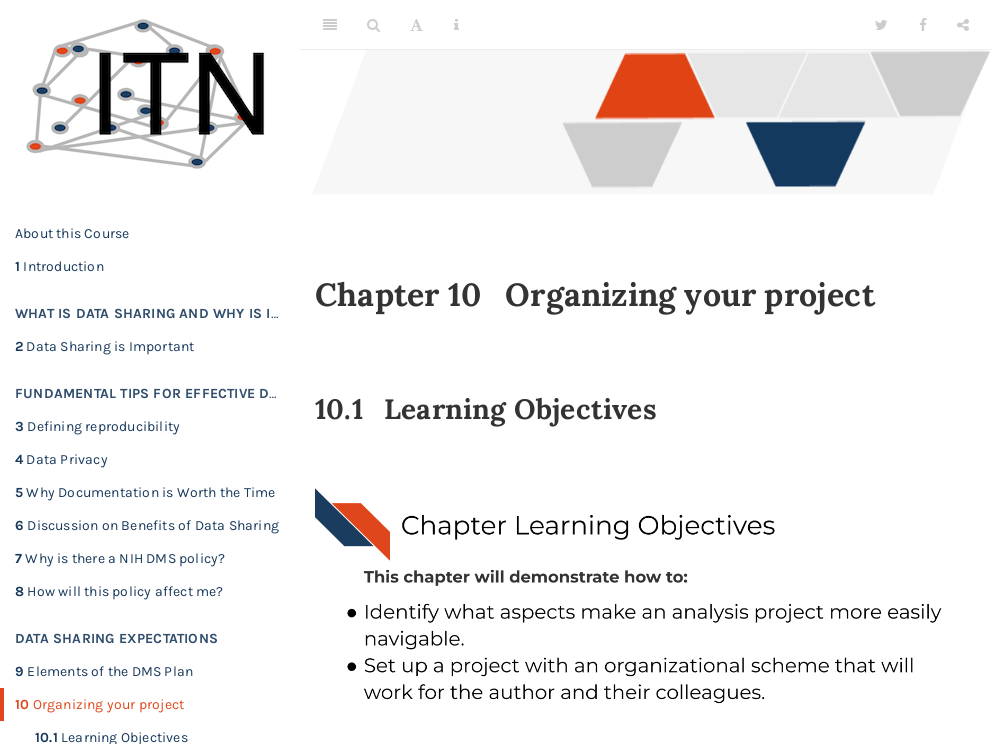 ITN
About this Course
1 Introduction
WHAT IS DATA SHARING AND WHY IS I…
2 Data Sharing is Important
FUNDAMENTAL TIPS FOR EFFECTIVE D…
3 Defining reproducibility
4 Data Privacy
5 Why Documentation is Worth the Time
6 Discussion on Benefits of Data Sharing
7 Why is there a NIH DMS policy?
8 How will this policy affect me?
DATA SHARING EXPECTATIONS
9 Elements of the DMS Plan
10 Organizing your project
10.1 Learning Objectives
A
Chapter 10 Organizing your project
10.1 Learning Objectives
Chapter Learning Objectives
This chapter will demonstrate how to:
● Identify what aspects make an analysis project more easily
navigable.
● Set up a project with an organizational scheme that will
work for the author and their colleagues.